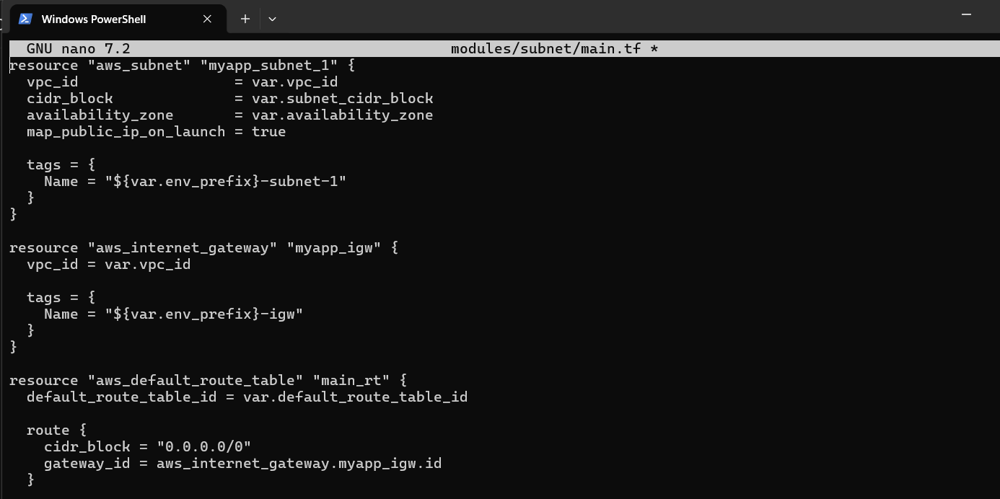 Windows PowerShell
GNU nano 7.2 modules/subnet/main.tf *
resource "aws_subnet" "myapp_subnet_1" {
  vpc_id                  = var.vpc_id
  cidr_block              = var.subnet_cidr_block
  availability_zone       = var.availability_zone
  map_public_ip_on_launch = true

  tags = {
    Name = "${var.env_prefix}-subnet-1"
  }
}

resource "aws_internet_gateway" "myapp_igw" {
  vpc_id = var.vpc_id

  tags = {
    Name = "${var.env_prefix}-igw"
  }
}

resource "aws_default_route_table" "main_rt" {
  default_route_table_id = var.default_route_table_id

  route {
    cidr_block = "0.0.0.0/0"
    gateway_id = aws_internet_gateway.myapp_igw.id
  }